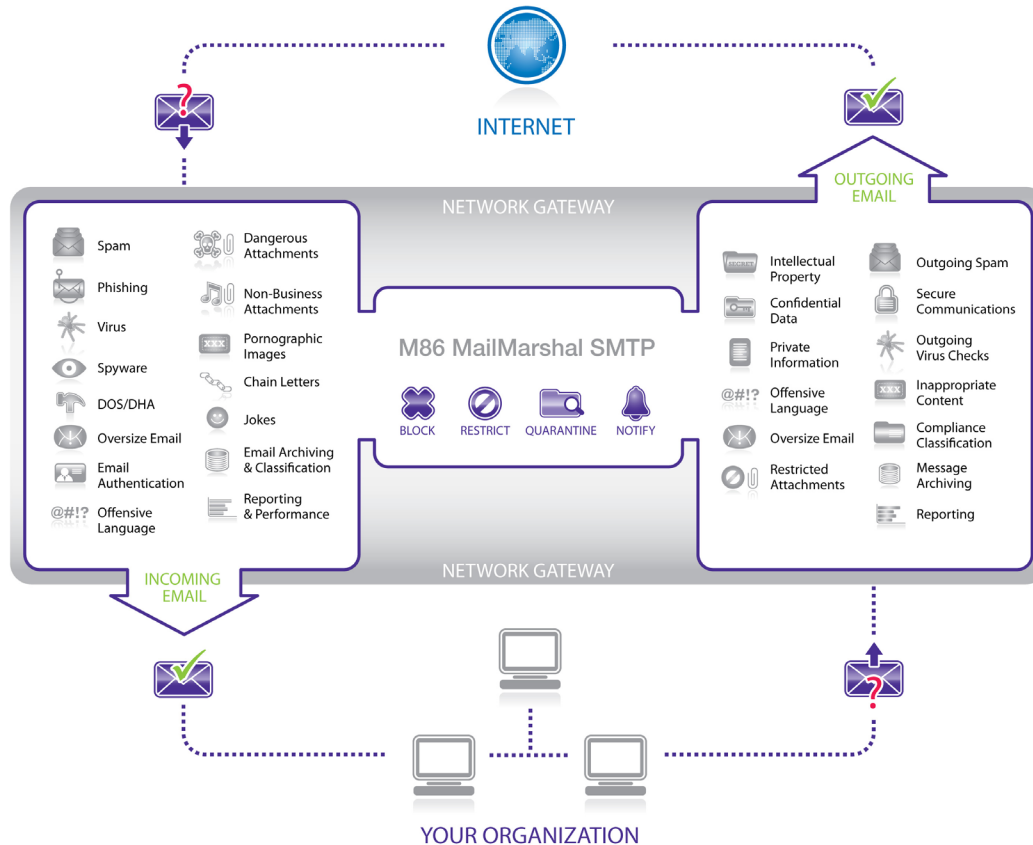 INTERNET
OUTGOING
EMAIL
NETWORK GATEWAY
Spam
Phishing
Virus
Spyware
DOS/DHA
Oversize Email
Email
Authentication
@#!?
Offensive
Language
Dangerous
Attachments
Non-Business
Attachments
XXX
Pornographic
Images
Chain Letters
Jokes
Email Archiving
& Classification
Reporting
& Performance
M86 MailMarshal SMTP
BLOCK
RESTRICT
QUARANTINE
NOTIFY
SECRET
Intellectual
Property
Confidential
Data
Private
Information
@#!?
Offensive
Language
Oversize Email
Restricted
Attachments
Outgoing Spam
Secure
Communications
Outgoing
Virus Checks
XXX
Inappropriate
Content
Compliance
Classification
Message
Archiving
Reporting
NETWORK GATEWAY
INCOMING
EMAIL
YOUR ORGANIZATION